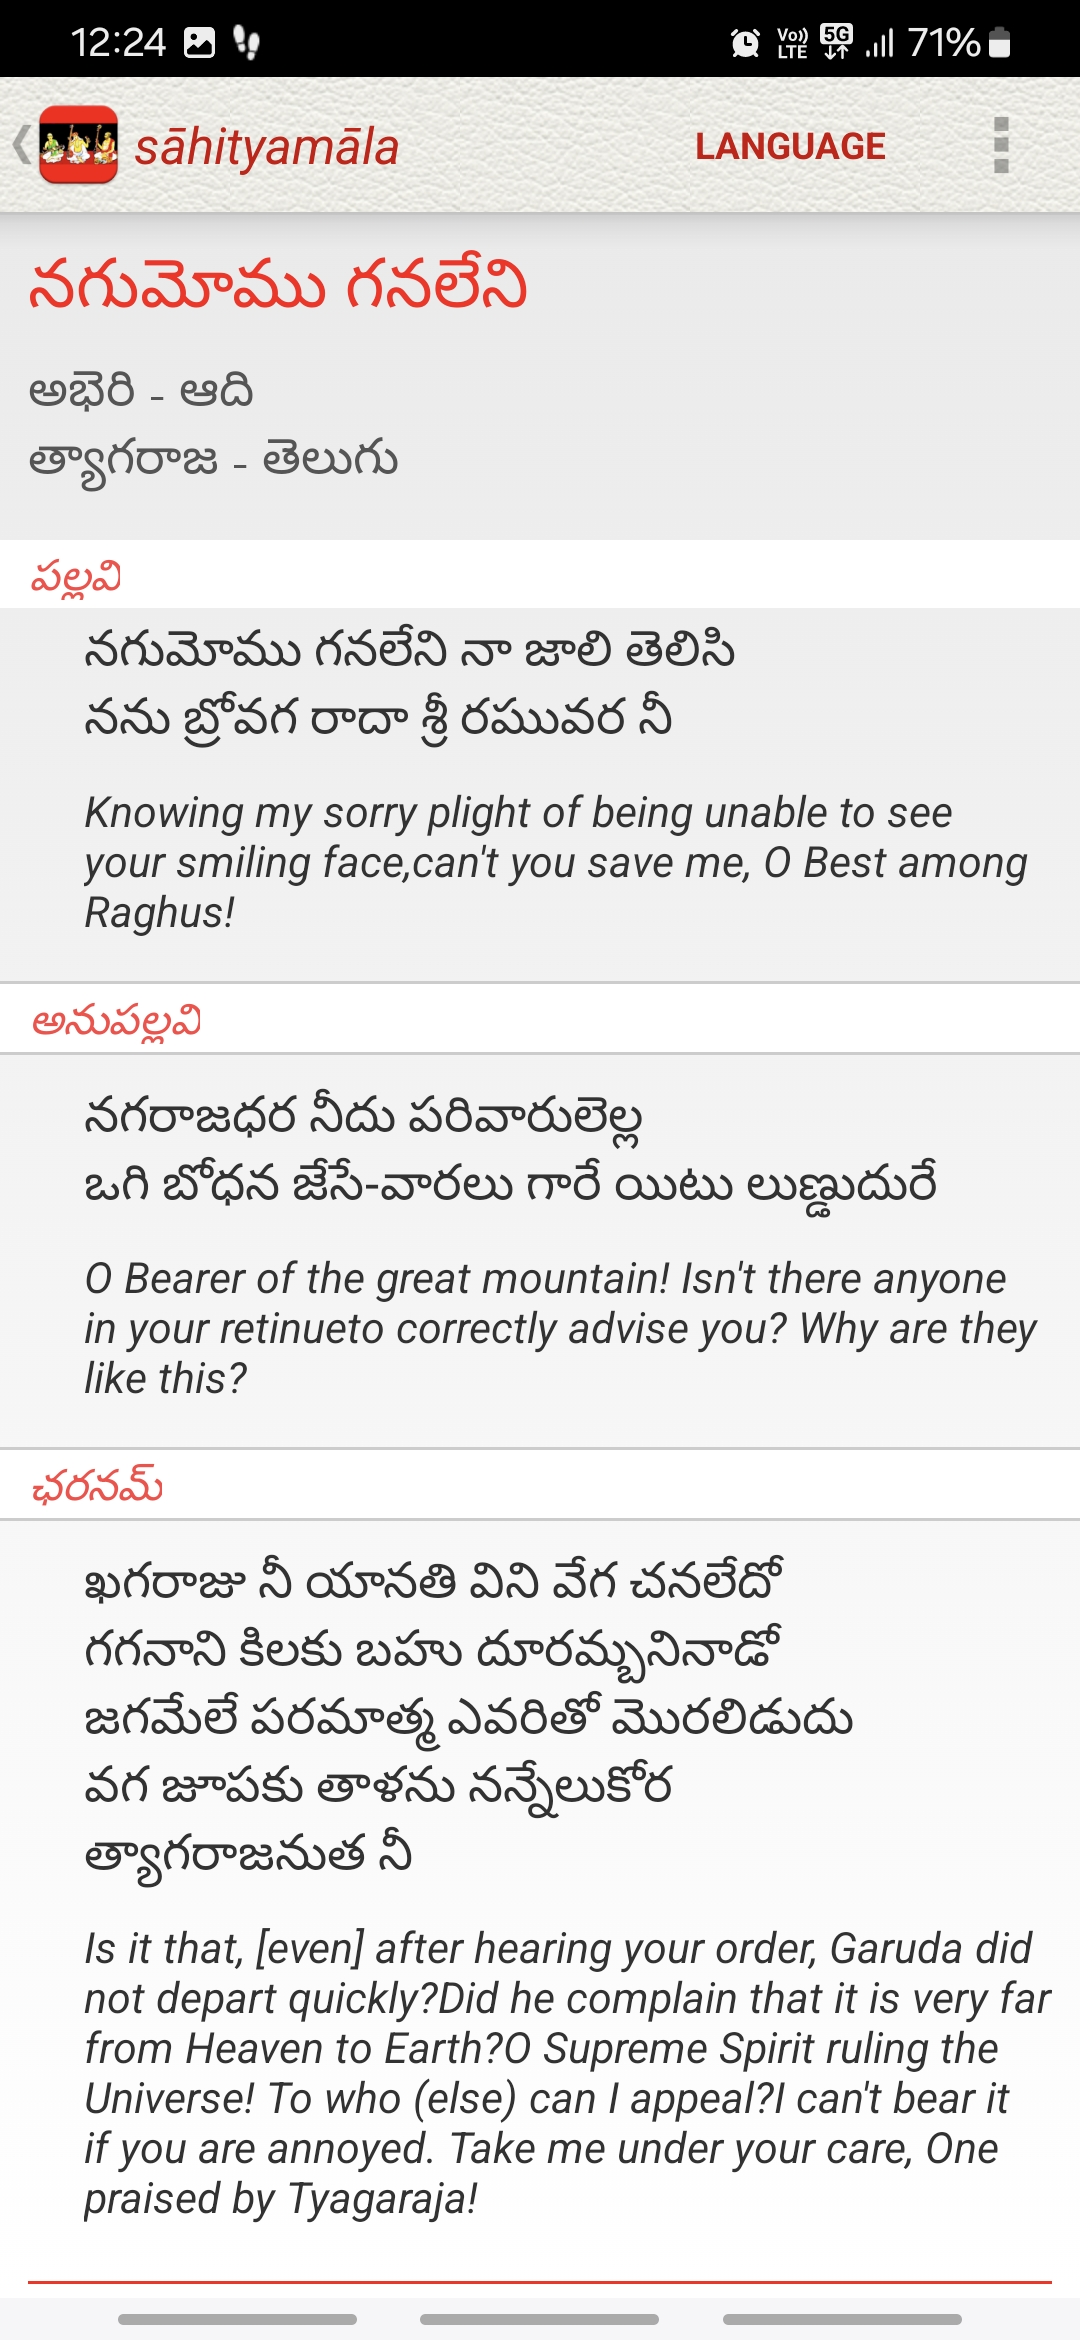 12:24 Vo)) LTE 5G 71%
sāhityamāla LANGUAGE
నగుమోము గనలేని
అభెరి - ఆది
త్యాగరాజ - తెలుగు
పల్లవి
నగుమోము గనలేని నా జాలి తెలిసి
నను బ్రోవగ రాదా శ్రీ రఘువర నీ
Knowing my sorry plight of being unable to see
your smiling face,can't you save me, O Best among
Raghus!
అనుపల్లవి
నగరాజధర నీదు పరివారులెల్ల
ఒగి బోధన జేసే-వారలు గారే యిటు లుణ్డుదురే
O Bearer of the great mountain! Isn't there anyone
in your retinueto correctly advise you? Why are they
like this?
ఛరనమ్
ఖగరాజు నీ యానతి విని వేగ చనలేదో
గగనాని కిలకు బహు దూరమ్బనినాడో
జగమేలే పరమాత్మ ఎవరితో మొరలిడుదు
వగ జూపకు తాళను నన్నేలుకోర
త్యాగరాజనుత నీ
Is it that, [even] after hearing your order, Garuda did
not depart quickly?Did he complain that it is very far
from Heaven to Earth?O Supreme Spirit ruling the
Universe! To who (else) can I appeal?I can't bear it
if you are annoyed. Take me under your care, One
praised by Tyagaraja!